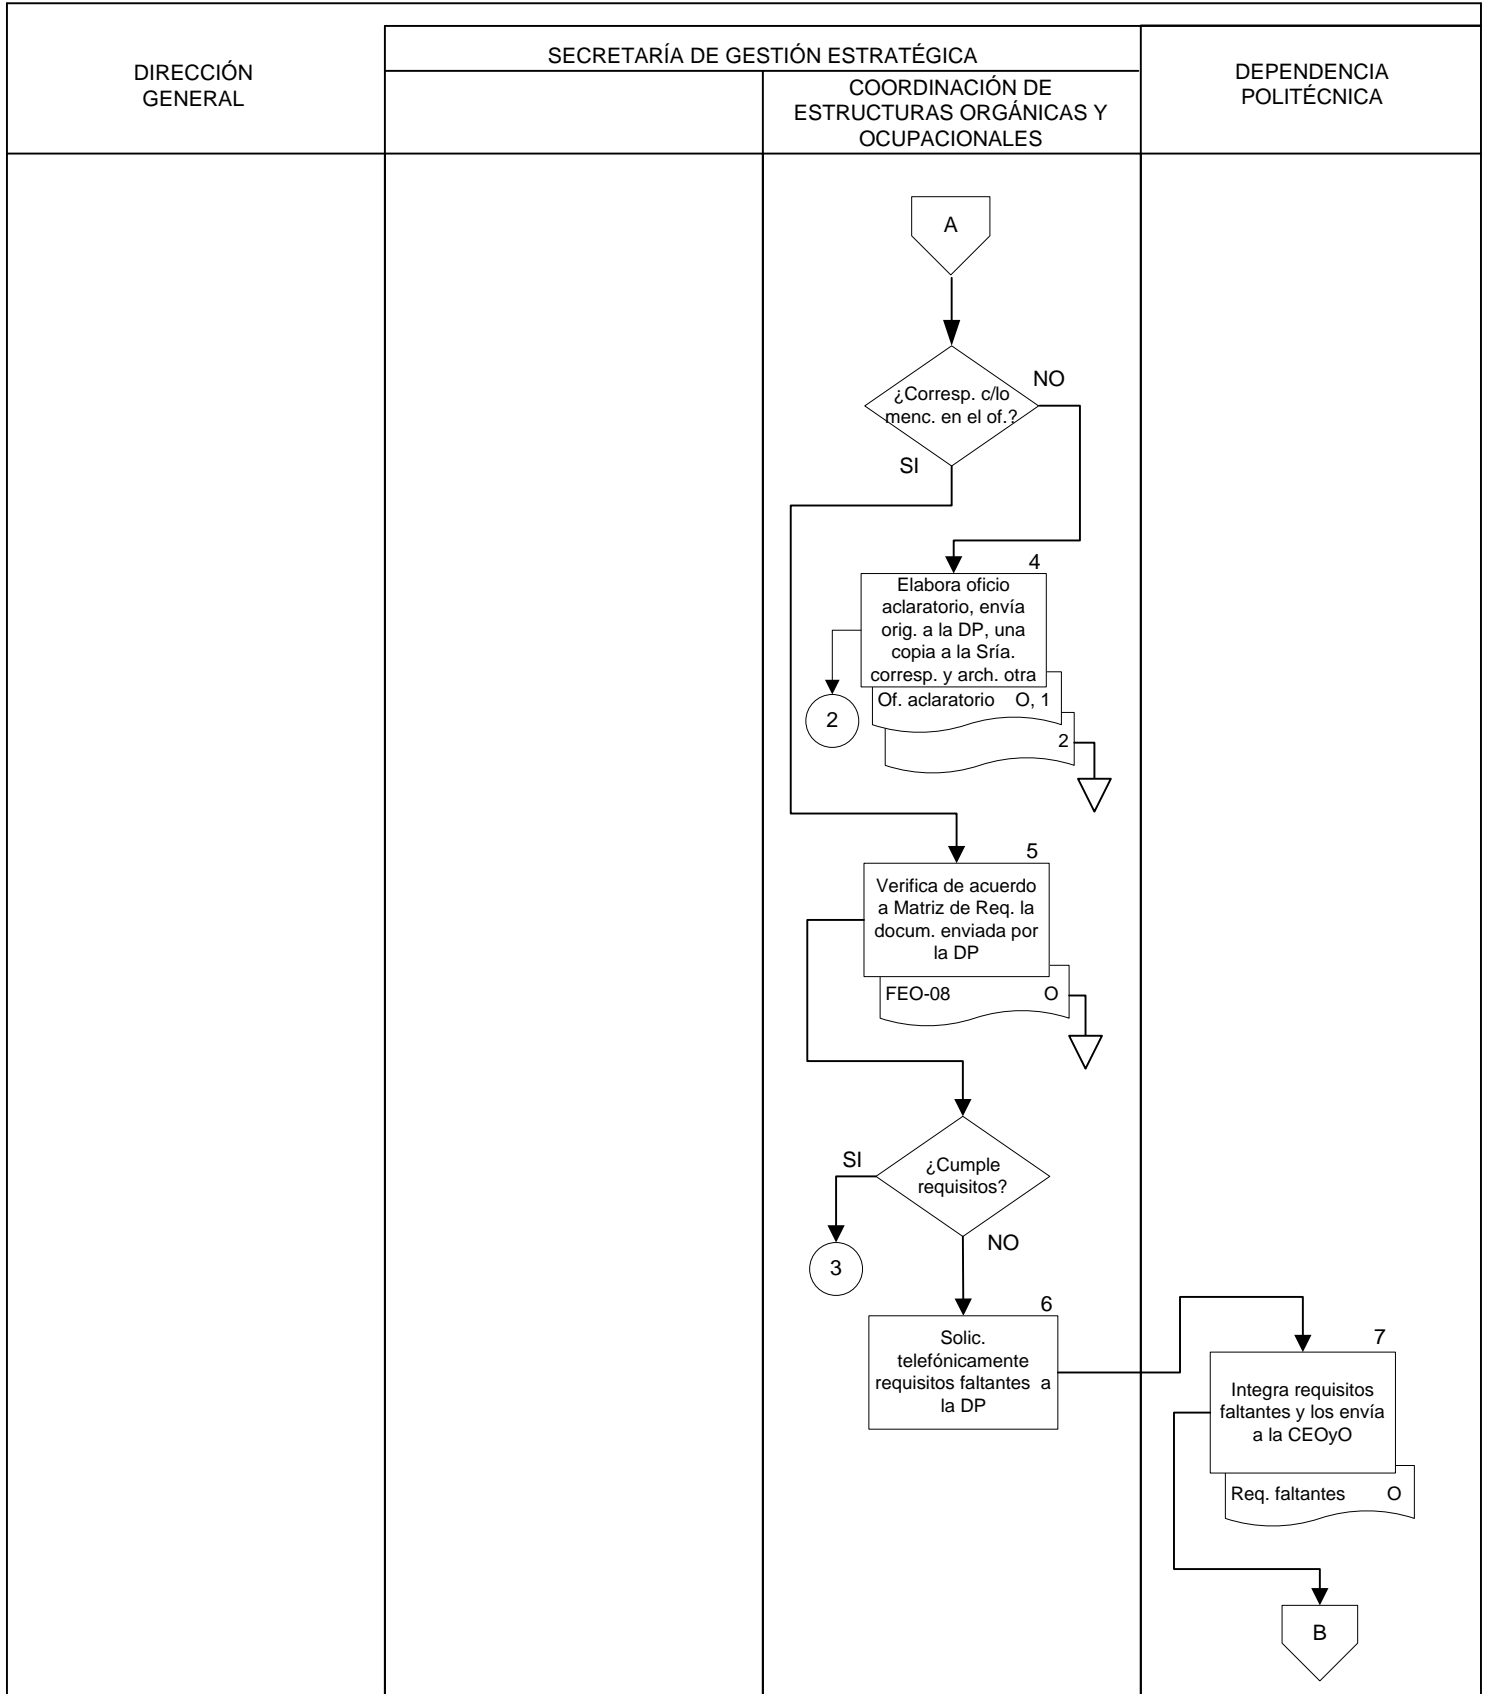 DIRECCIÓN
GENERAL
SECRETARÍA DE GESTIÓN ESTRATÉGICA
COORDINACIÓN DE
ESTRUCTURAS ORGÁNICAS Y
OCUPACIONALES
DEPENDENCIA
POLITÉCNICA
A
¿Corresp. c/lo
menc. en el of.?
NO
SI
4
Elabora oficio
aclaratorio, envía
orig. a la DP, una
copia a la Sría.
corresp. y arch. otra
Of. aclaratorio O, 1
2
2
5
Verifica de acuerdo
a Matriz de Req. la
docum. enviada por
la DP
FEO-08 O
¿Cumple
requisitos?
SI
NO
3
6
Solic.
telefónicamente
requisitos faltantes a
la DP
7
Integra requisitos
faltantes y los envía
a la CEOyO
Req. faltantes O
B